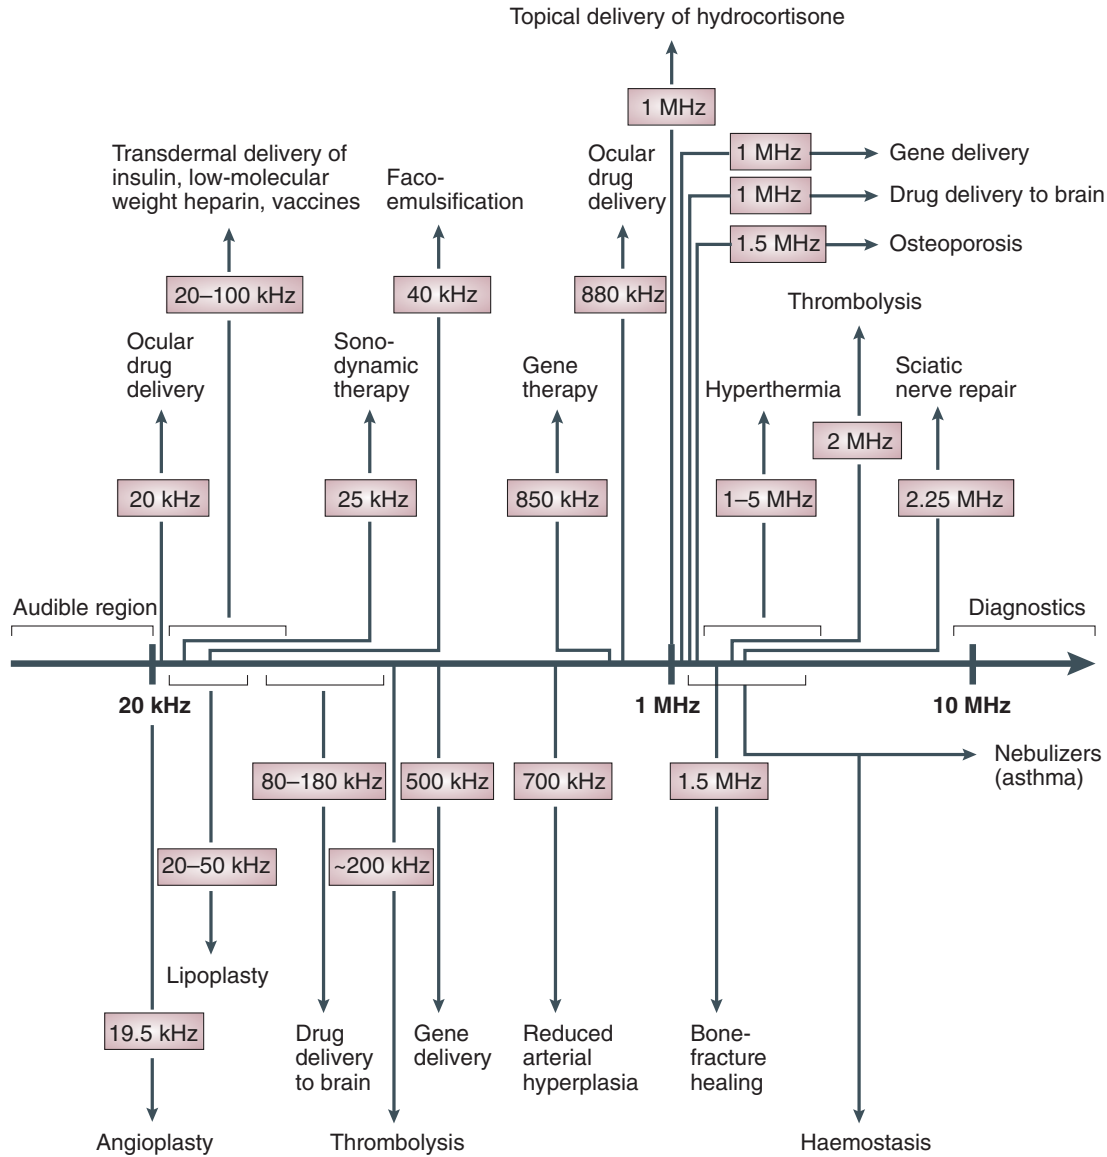 Topical delivery of hydrocortisone
1 MHz
Transdermal delivery of
insulin, low-molecular
weight heparin, vaccines
20–100 kHz
Faco-
emulsification
40 kHz
Ocular
drug
delivery
880 kHz
1 MHz
Gene delivery
1 MHz
Drug delivery to brain
1.5 MHz
Osteoporosis
Ocular
drug
delivery
20 kHz
Sono-
dynamic
therapy
25 kHz
Gene
therapy
850 kHz
Hyperthermia
1–5 MHz
Thrombolysis
2 MHz
Sciatic
nerve repair
2.25 MHz
Audible region
Diagnostics
20 kHz
1 MHz
10 MHz
Nebulizers
(asthma)
80–180 kHz
500 kHz
700 kHz
1.5 MHz
20–50 kHz
~200 kHz
Lipoplasty
19.5 kHz
Drug
delivery
to brain
Gene
delivery
Reduced
arterial
hyperplasia
Bone-
fracture
healing
Angioplasty
Thrombolysis
Haemostasis